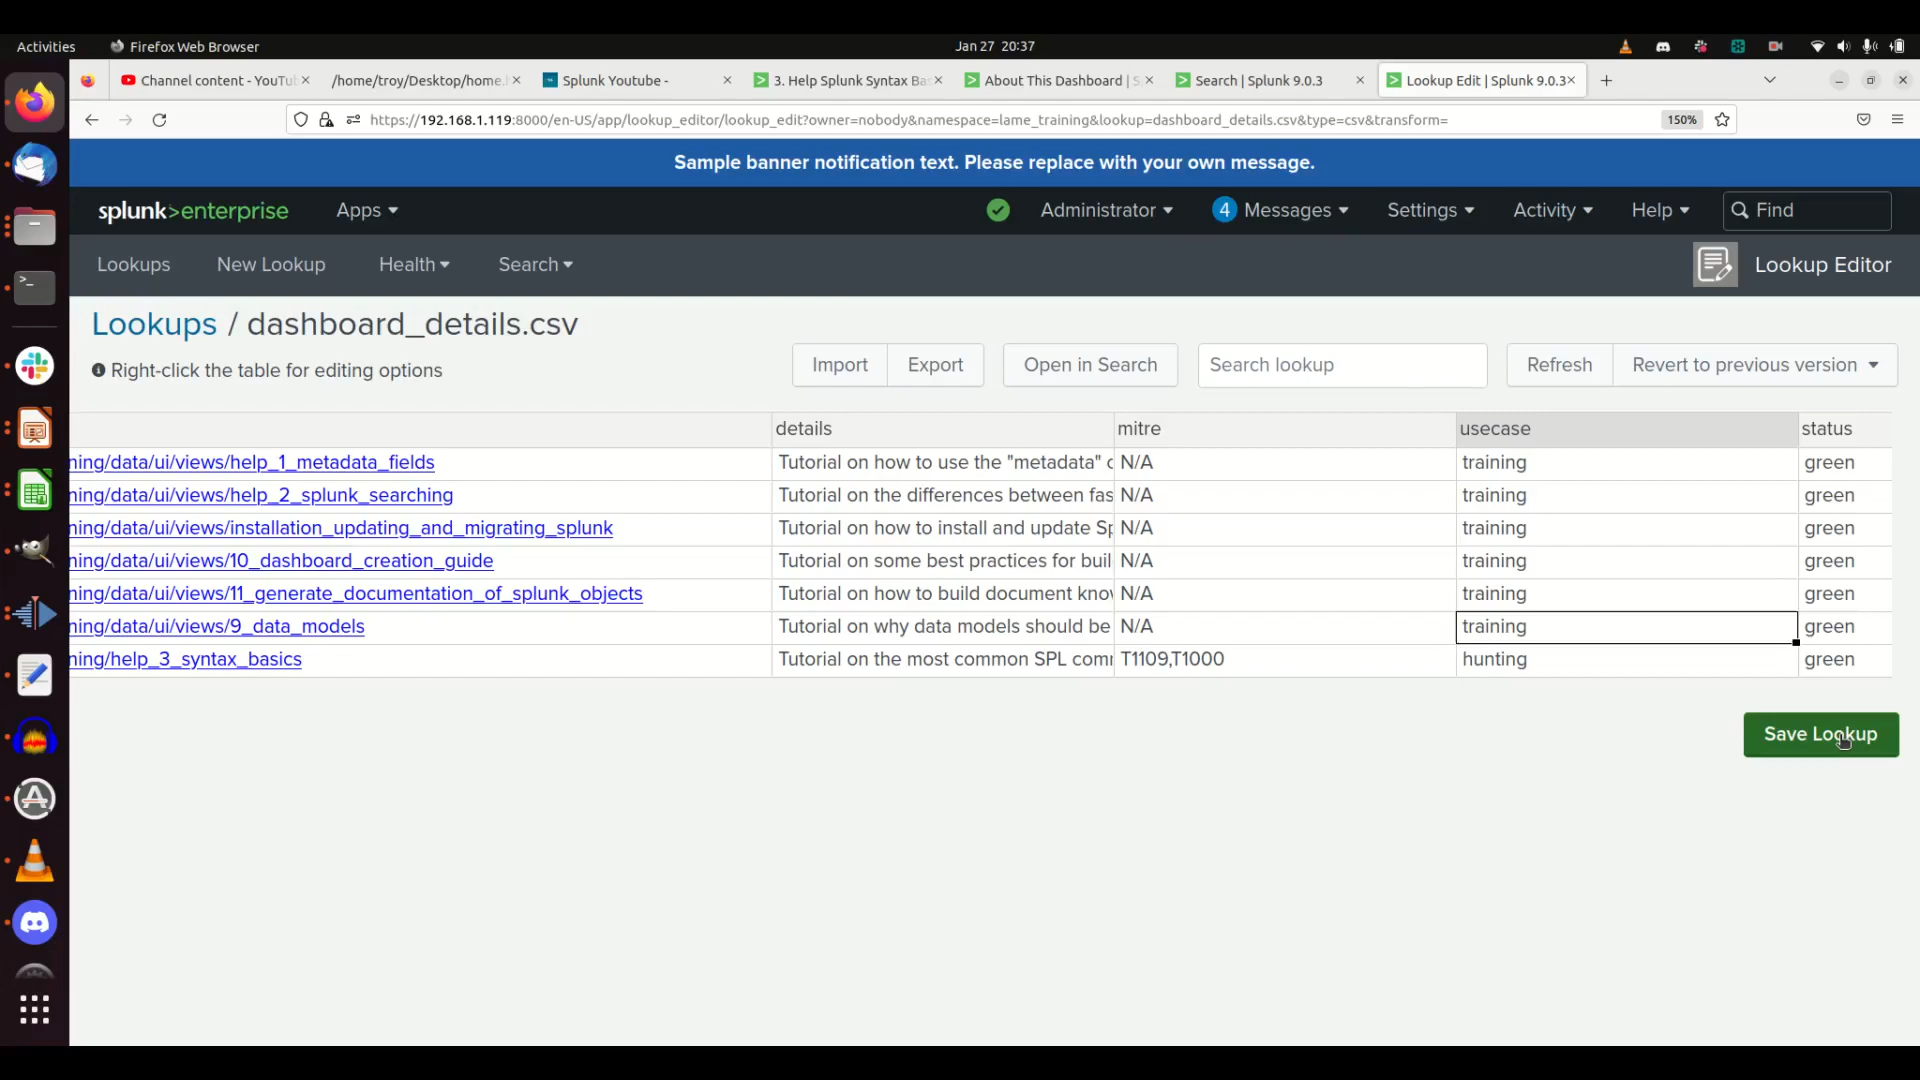 Activities Firefox Web Browser Jan 27 20:37
Channel content - YouTu /home/troy/Desktop/home. Splunk Youtube - 3. Help Splunk Syntax Ba About This Dashboard | S Search | Splunk 9.0.3 Lookup Edit | Splunk 9.0.3
https://192.168.1.119:8000/en-US/app/lookup_editor/lookup_edit?owner=nobody&namespace=lame_training&lookup=dashboard_details.csv&type=csv&transform= 150%
Sample banner notification text. Please replace with your own message.
splunk>enterprise Apps Administrator 4 Messages Settings Activity Help Find
Lookups New Lookup Health Search Lookup Editor
Lookups / dashboard_details.csv
Right-click the table for editing options Import Export Open in Search Search lookup Refresh Revert to previous version
details mitre usecase status
ning/data/ui/views/help_1_metadata_fields Tutorial on how to use the "metadata" c N/A training green
ning/data/ui/views/help_2_splunk_searching Tutorial on the differences between fas N/A training green
ning/data/ui/views/installation_updating_and_migrating_splunk Tutorial on how to install and update Sp N/A training green
ning/data/ui/views/10_dashboard_creation_guide Tutorial on some best practices for buil N/A training green
ning/data/ui/views/11_generate_documentation_of_splunk_objects Tutorial on how to build document know N/A training green
ning/data/ui/views/9_data_models Tutorial on why data models should be N/A training green
ning/help_3_syntax_basics Tutorial on the most common SPL comm T1109,T1000 hunting green
Save Lookup